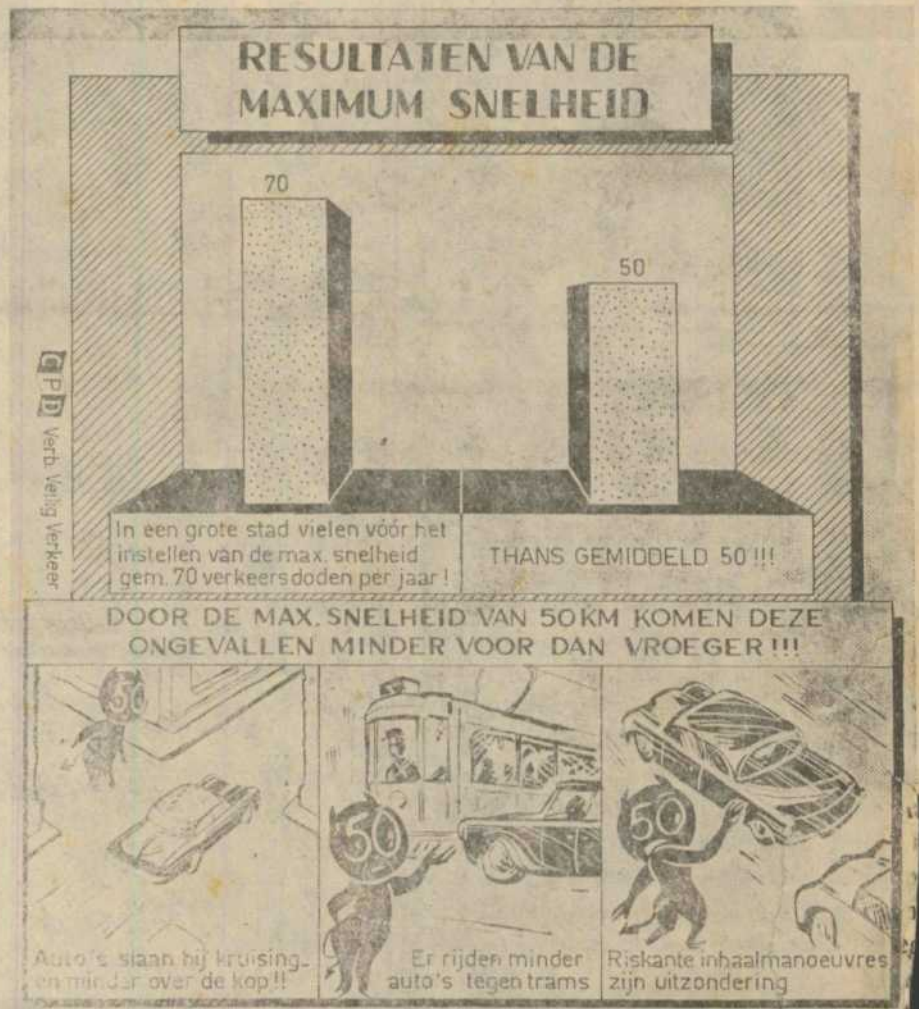 RESULTATEN VAN DE
MAXIMUM SNELHEID
70
50
In een grote stad vielen vóór het
instellen van de max. snelheid
gem. 70 verkeersdoden per jaar!
THANS GEMIDDELD 50!!!
CPD Verb. Veilig Verkeer
DOOR DE MAX. SNELHEID VAN 50KM KOMEN DEZE
ONGEVALLEN MINDER VOOR DAN VROEGER!!!
50
Auto's slaan bij kruising-
en minder over de kop!!
50
Er rijden minder
auto's tegen trams
50
Riskante inhaalmanoeuvres
zijn uitzondering